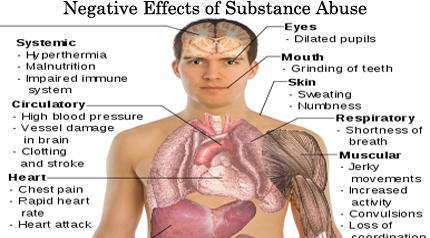 Negative Effects of Substance Abuse
Systemic
- Hyperthermia
- Malnutrition
- Impaired immune
system
Circulatory
- High blood pressure
- Vessel damage
in brain
- Clotting
and stroke
Heart
- Chest pain
- Rapid heart
rate
- Heart attack
Eyes
- Dilated pupils
Mouth
- Grinding of teeth
Skin
- Sweating
- Numbness
Respiratory
- Shortness of
breath
Muscular
- Jerky
movements
- Increased
activity
- Convulsions
- Loss of
coordination